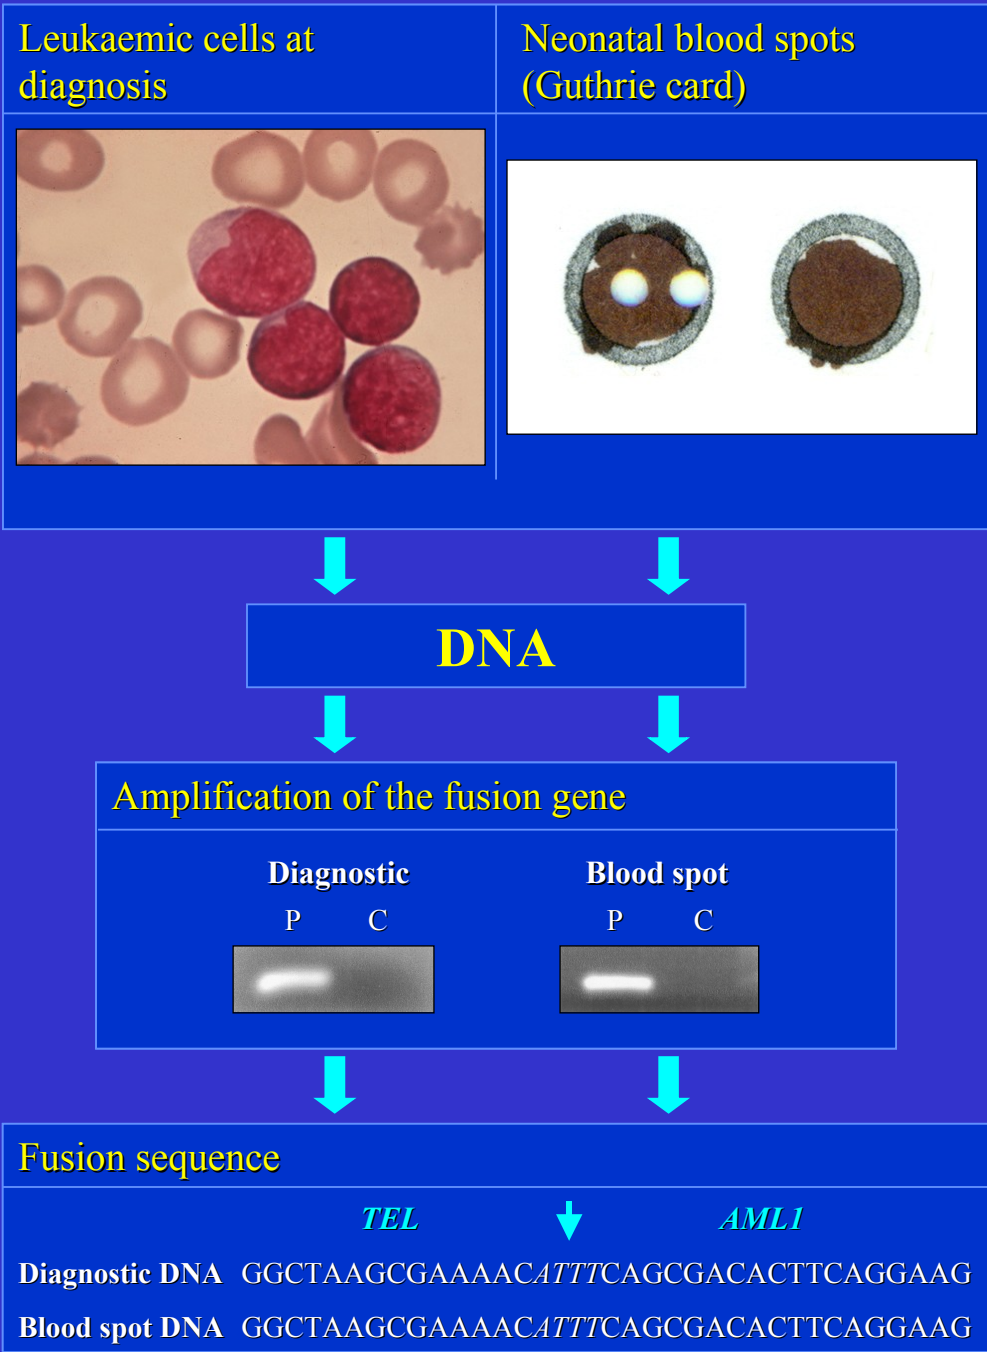 Leukaemic cells at
diagnosis
Neonatal blood spots
(Guthrie card)
DNA
Amplification of the fusion gene
Diagnostic Blood spot
P C P C
Fusion sequence
TEL AML1
Diagnostic DNA GGCTAAGCGAAAACATTTCAGCGACACTTCAGGAAG
Blood spot DNA GGCTAAGCGAAAACATTTCAGCGACACTTCAGGAAG